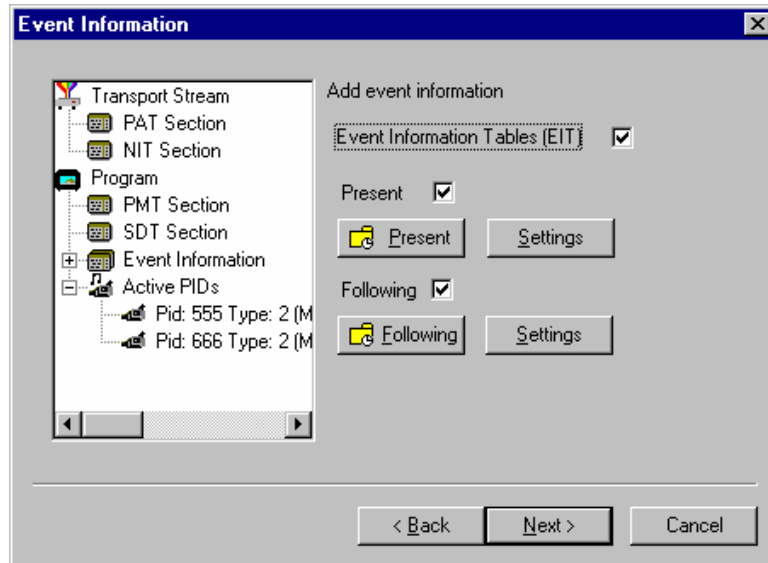 Event Information
Transport Stream
PAT Section
NIT Section
Program
PMT Section
SDT Section
Event Information
Active PIDs
Pid: 555 Type: 2 (M
Pid: 666 Type: 2 (M
Add event information
Event Information Tables (EIT)
Present
Present Settings
Following
Following Settings
< Back Next > Cancel